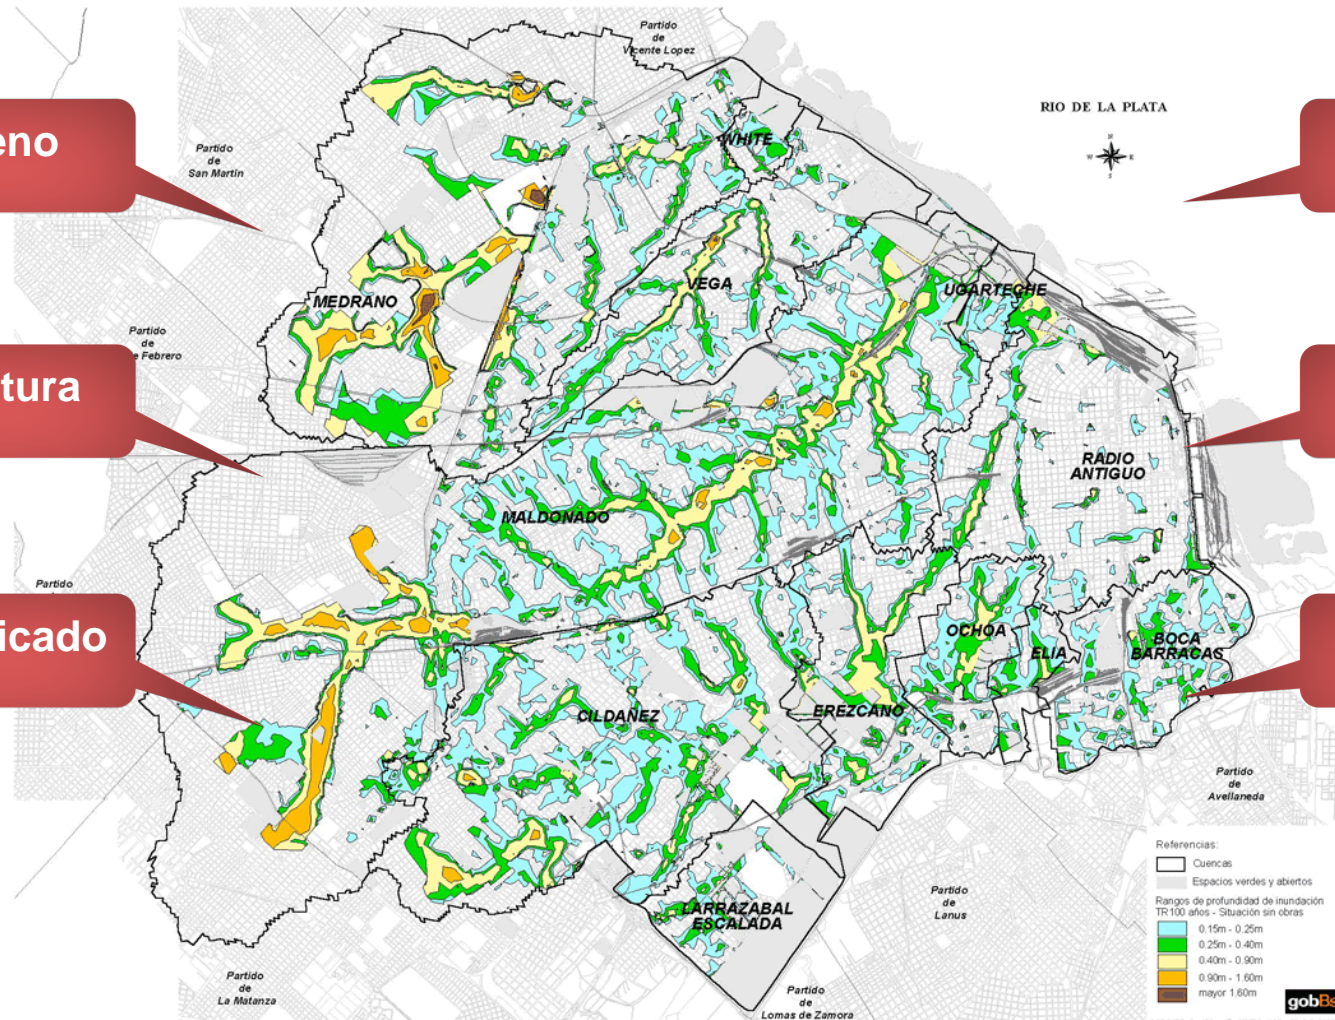 Partido
de
Vicente Lopez
RIO DE LA PLATA
N
W E
S
eno
Partido
de
San Martín
WHITE
VEGA
UGARTECHE
MEDRANO
Partido
de
e Febrero
tura
RADIO
ANTIGUO
MALDONADO
Partido
icado
OCHOA
ELIA
BOCA
BARRACAS
CILDAÑEZ
EREZCANO
Partido
de
Avellaneda
LARRAZABAL
ESCALADA
Partido
de
Lanus
Partido
de
La Matanza
Partido
de
Lomas de Zamora
Referencias:
Cuencas
Espacios verdes y abiertos
Rangos de profundidad de inundación
TR100 años - Situación sin obras
0.15m - 0.25m
0.25m - 0.40m
0.40m - 0.90m
0.90m - 1.60m
mayor 1.60m
gobBs